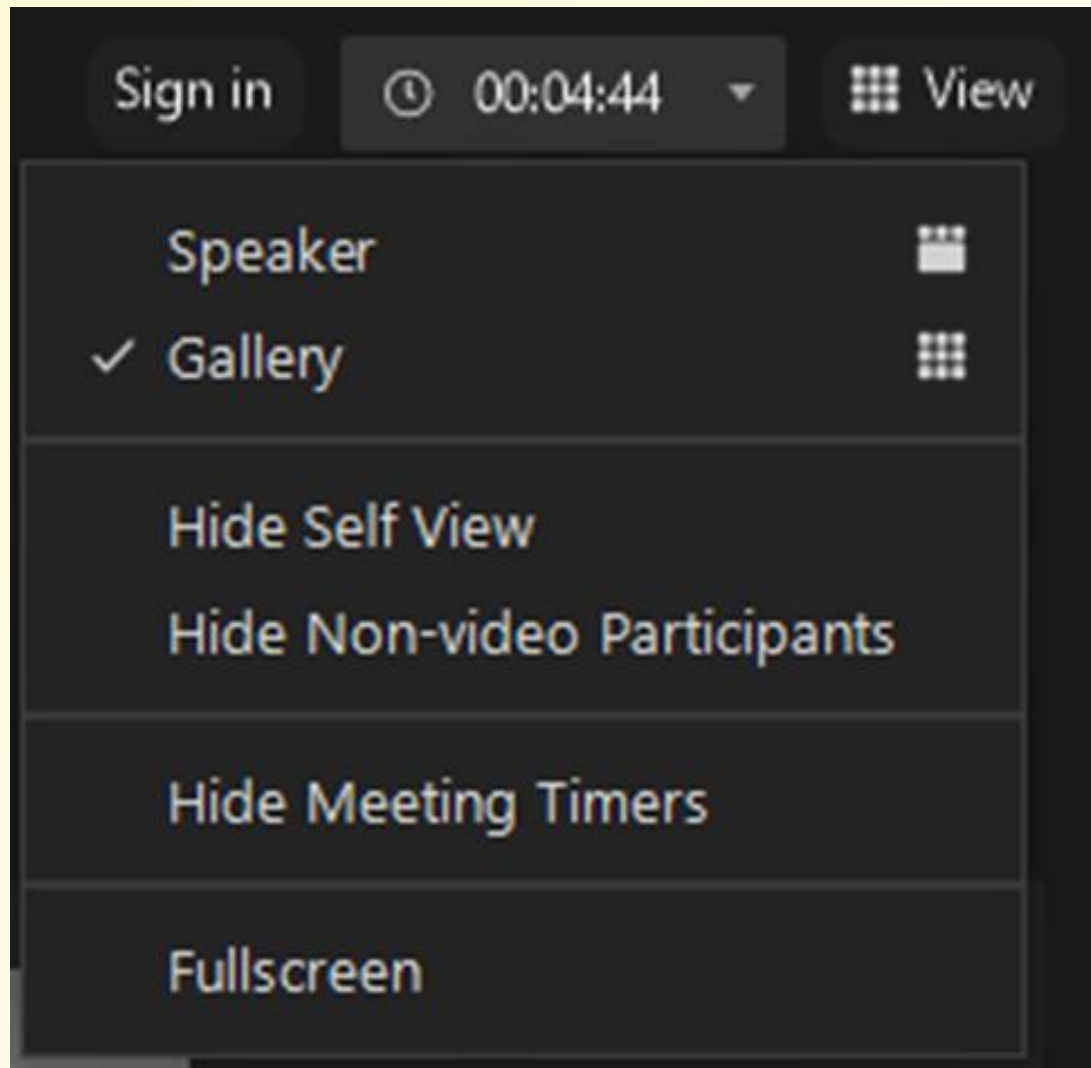 Sign in 00:04:44 View
Speaker
Gallery
Hide Self View
Hide Non-video Participants
Hide Meeting Timers
Fullscreen